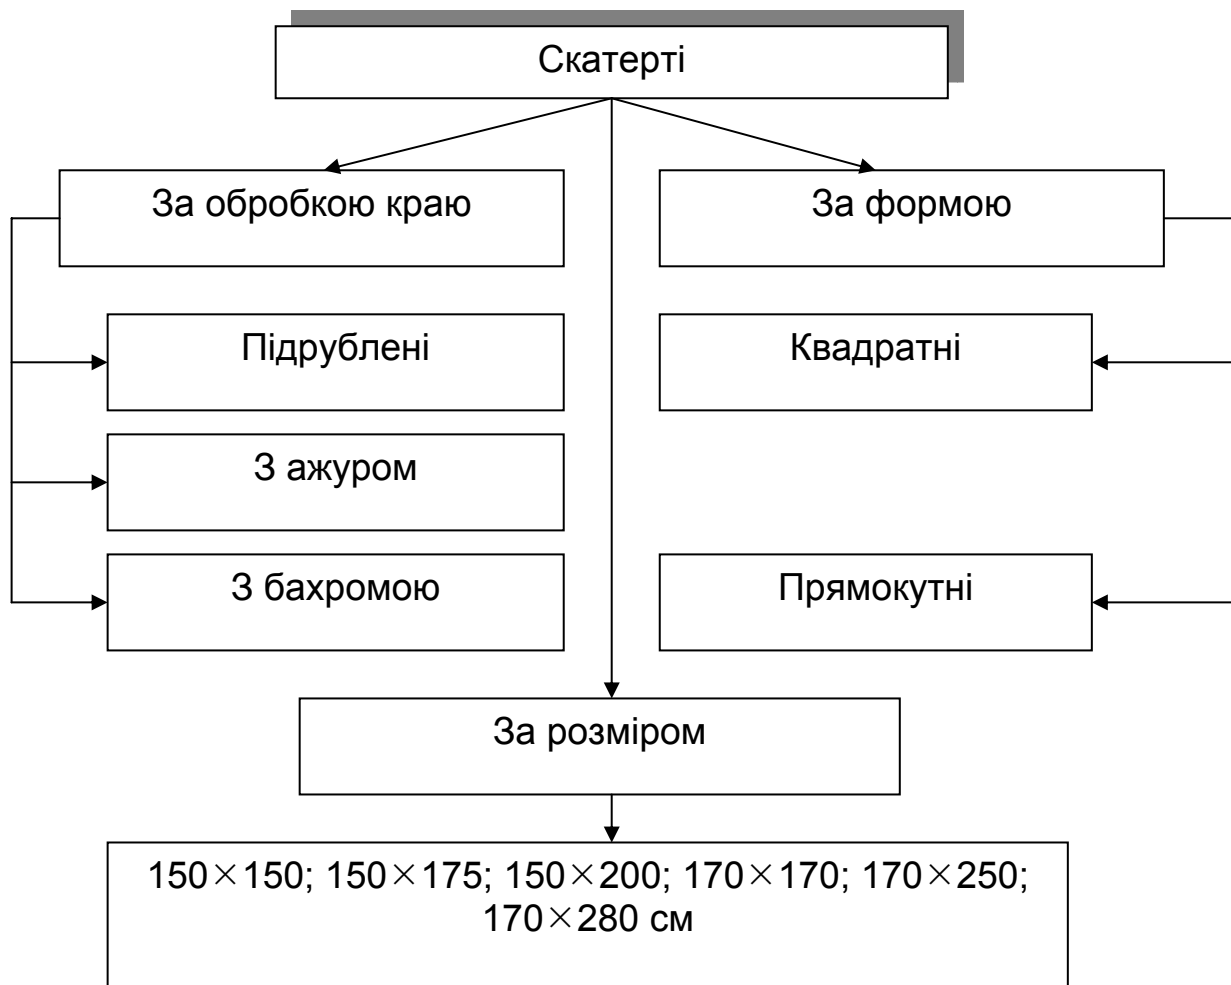 Скатерті
За обробкою краю
За формою
Підрублені
Квадратні
З ажуром
З бахромою
Прямокутні
За розміром
150×150; 150×175; 150×200; 170×170; 170×250;
170×280 см